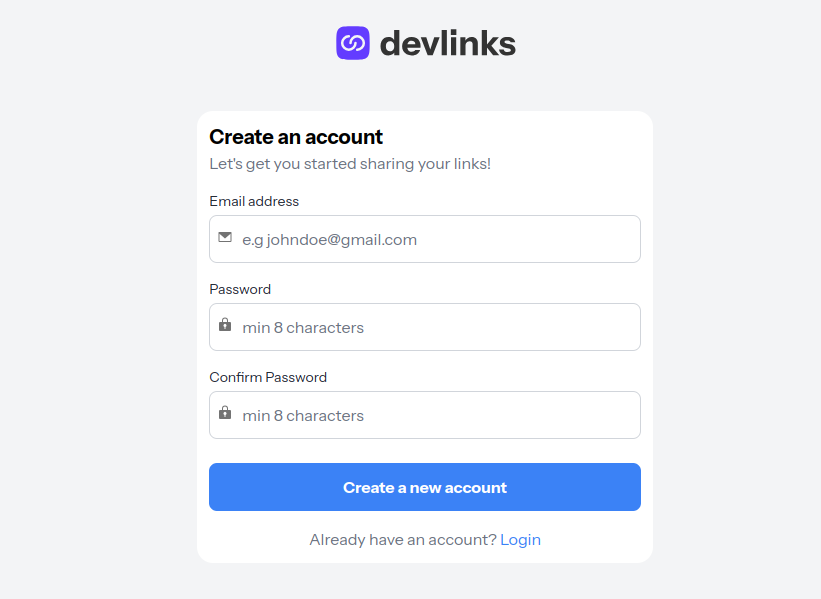 devlinks
Create an account
Let's get you started sharing your links!
Email address
e.g johndoe@gmail.com
Password
min 8 characters
Confirm Password
min 8 characters
Create a new account
Already have an account? Login